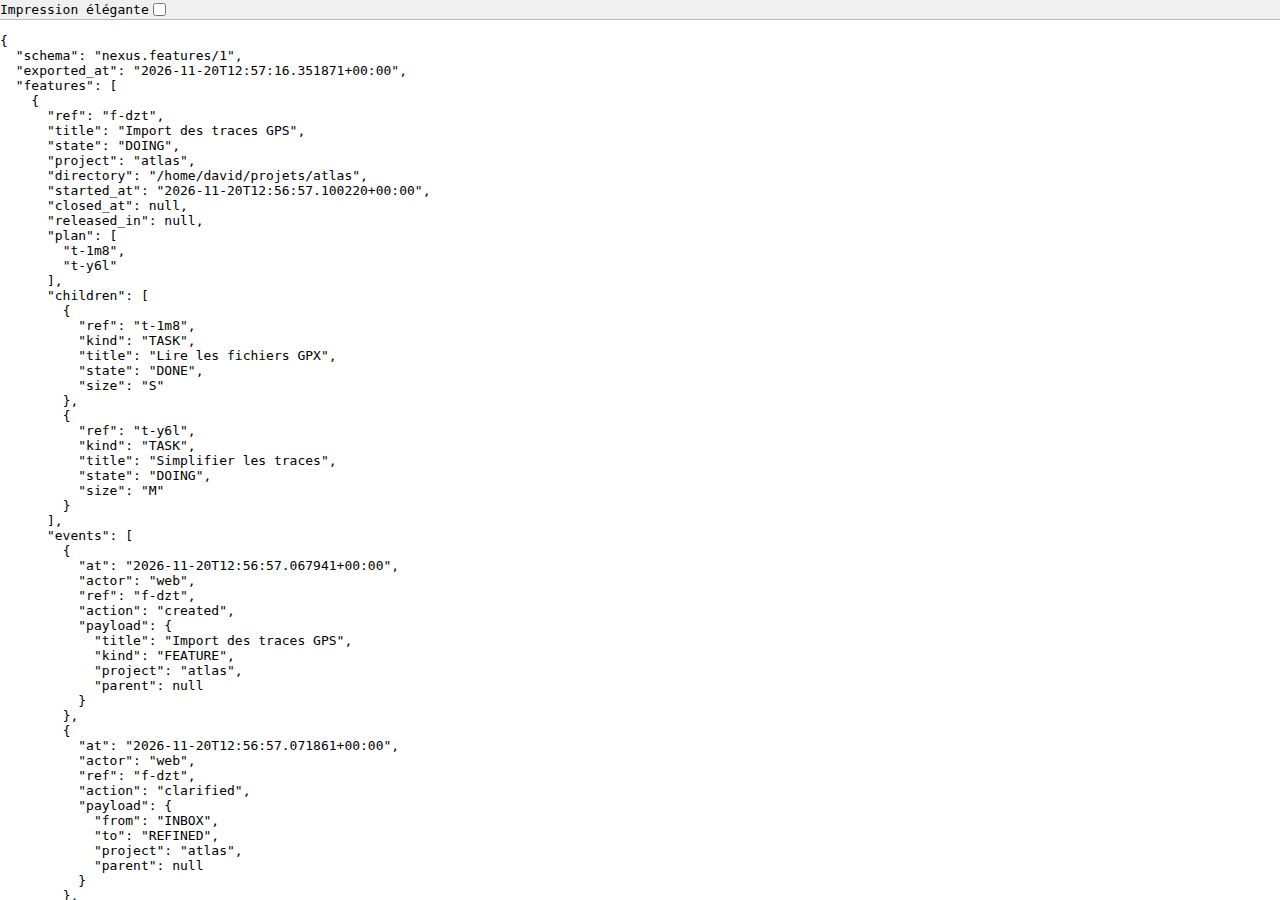 Impression élégante
{
  "schema": "nexus.features/1",
  "exported_at": "2026-11-20T12:57:16.351871+00:00",
  "features": [
    {
      "ref": "f-dzt",
      "title": "Import des traces GPS",
      "state": "DOING",
      "project": "atlas",
      "directory": "/home/david/projets/atlas",
      "started_at": "2026-11-20T12:56:57.100220+00:00",
      "closed_at": null,
      "released_in": null,
      "plan": [
        "t-1m8",
        "t-y6l"
      ],
      "children": [
        {
          "ref": "t-1m8",
          "kind": "TASK",
          "title": "Lire les fichiers GPX",
          "state": "DONE",
          "size": "S"
        },
        {
          "ref": "t-y6l",
          "kind": "TASK",
          "title": "Simplifier les traces",
          "state": "DOING",
          "size": "M"
        }
      ],
      "events": [
        {
          "at": "2026-11-20T12:56:57.067941+00:00",
          "actor": "web",
          "ref": "f-dzt",
          "action": "created",
          "payload": {
            "title": "Import des traces GPS",
            "kind": "FEATURE",
            "project": "atlas",
            "parent": null
          }
        },
        {
          "at": "2026-11-20T12:56:57.071861+00:00",
          "actor": "web",
          "ref": "f-dzt",
          "action": "clarified",
          "payload": {
            "from": "INBOX",
            "to": "REFINED",
            "project": "atlas",
            "parent": null
          }
        },